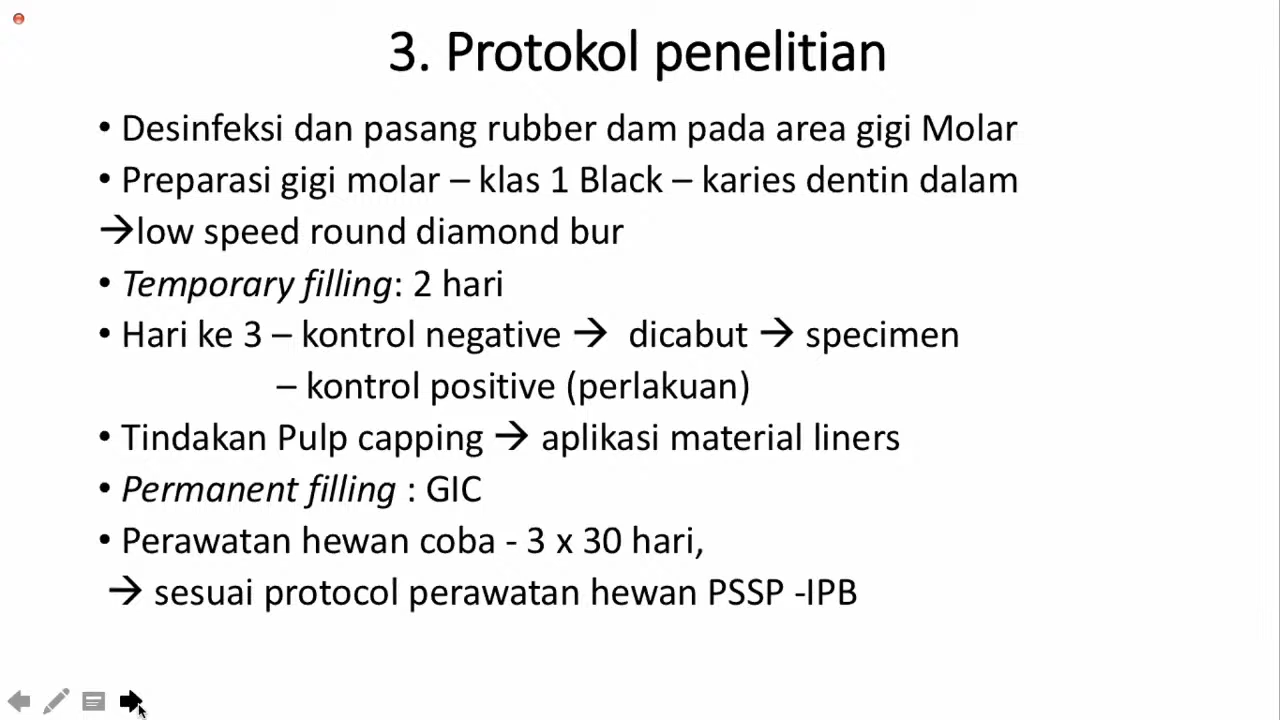 3. Protokol penelitian
• Desinfeksi dan pasang rubber dam pada area gigi Molar
• Preparasi gigi molar – klas 1 Black – karies dentin dalam
→low speed round diamond bur
• Temporary filling: 2 hari
• Hari ke 3 – kontrol negative → dicabut → specimen
– kontrol positive (perlakuan)
• Tindakan Pulp capping → aplikasi material liners
• Permanent filling : GIC
• Perawatan hewan coba - 3 x 30 hari,
→ sesuai protocol perawatan hewan PSSP -IPB